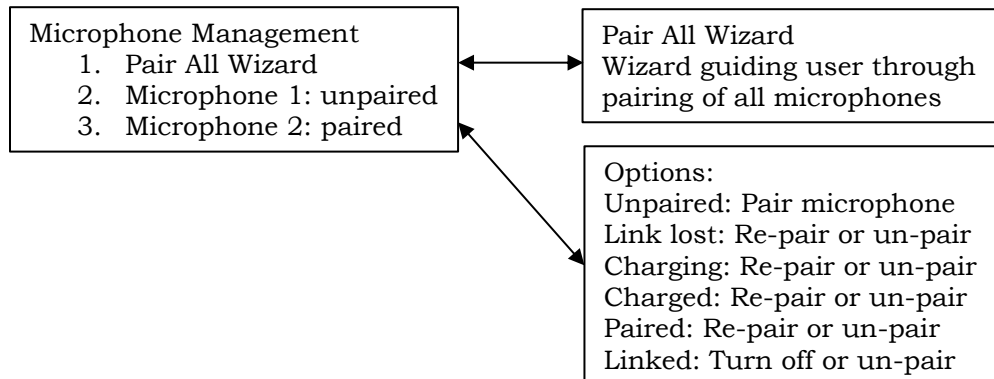 Microphone Management
1. Pair All Wizard
2. Microphone 1: unpaired
3. Microphone 2: paired
Pair All Wizard
Wizard guiding user through
pairing of all microphones
Options:
Unpaired: Pair microphone
Link lost: Re-pair or un-pair
Charging: Re-pair or un-pair
Charged: Re-pair or un-pair
Paired: Re-pair or un-pair
Linked: Turn off or un-pair